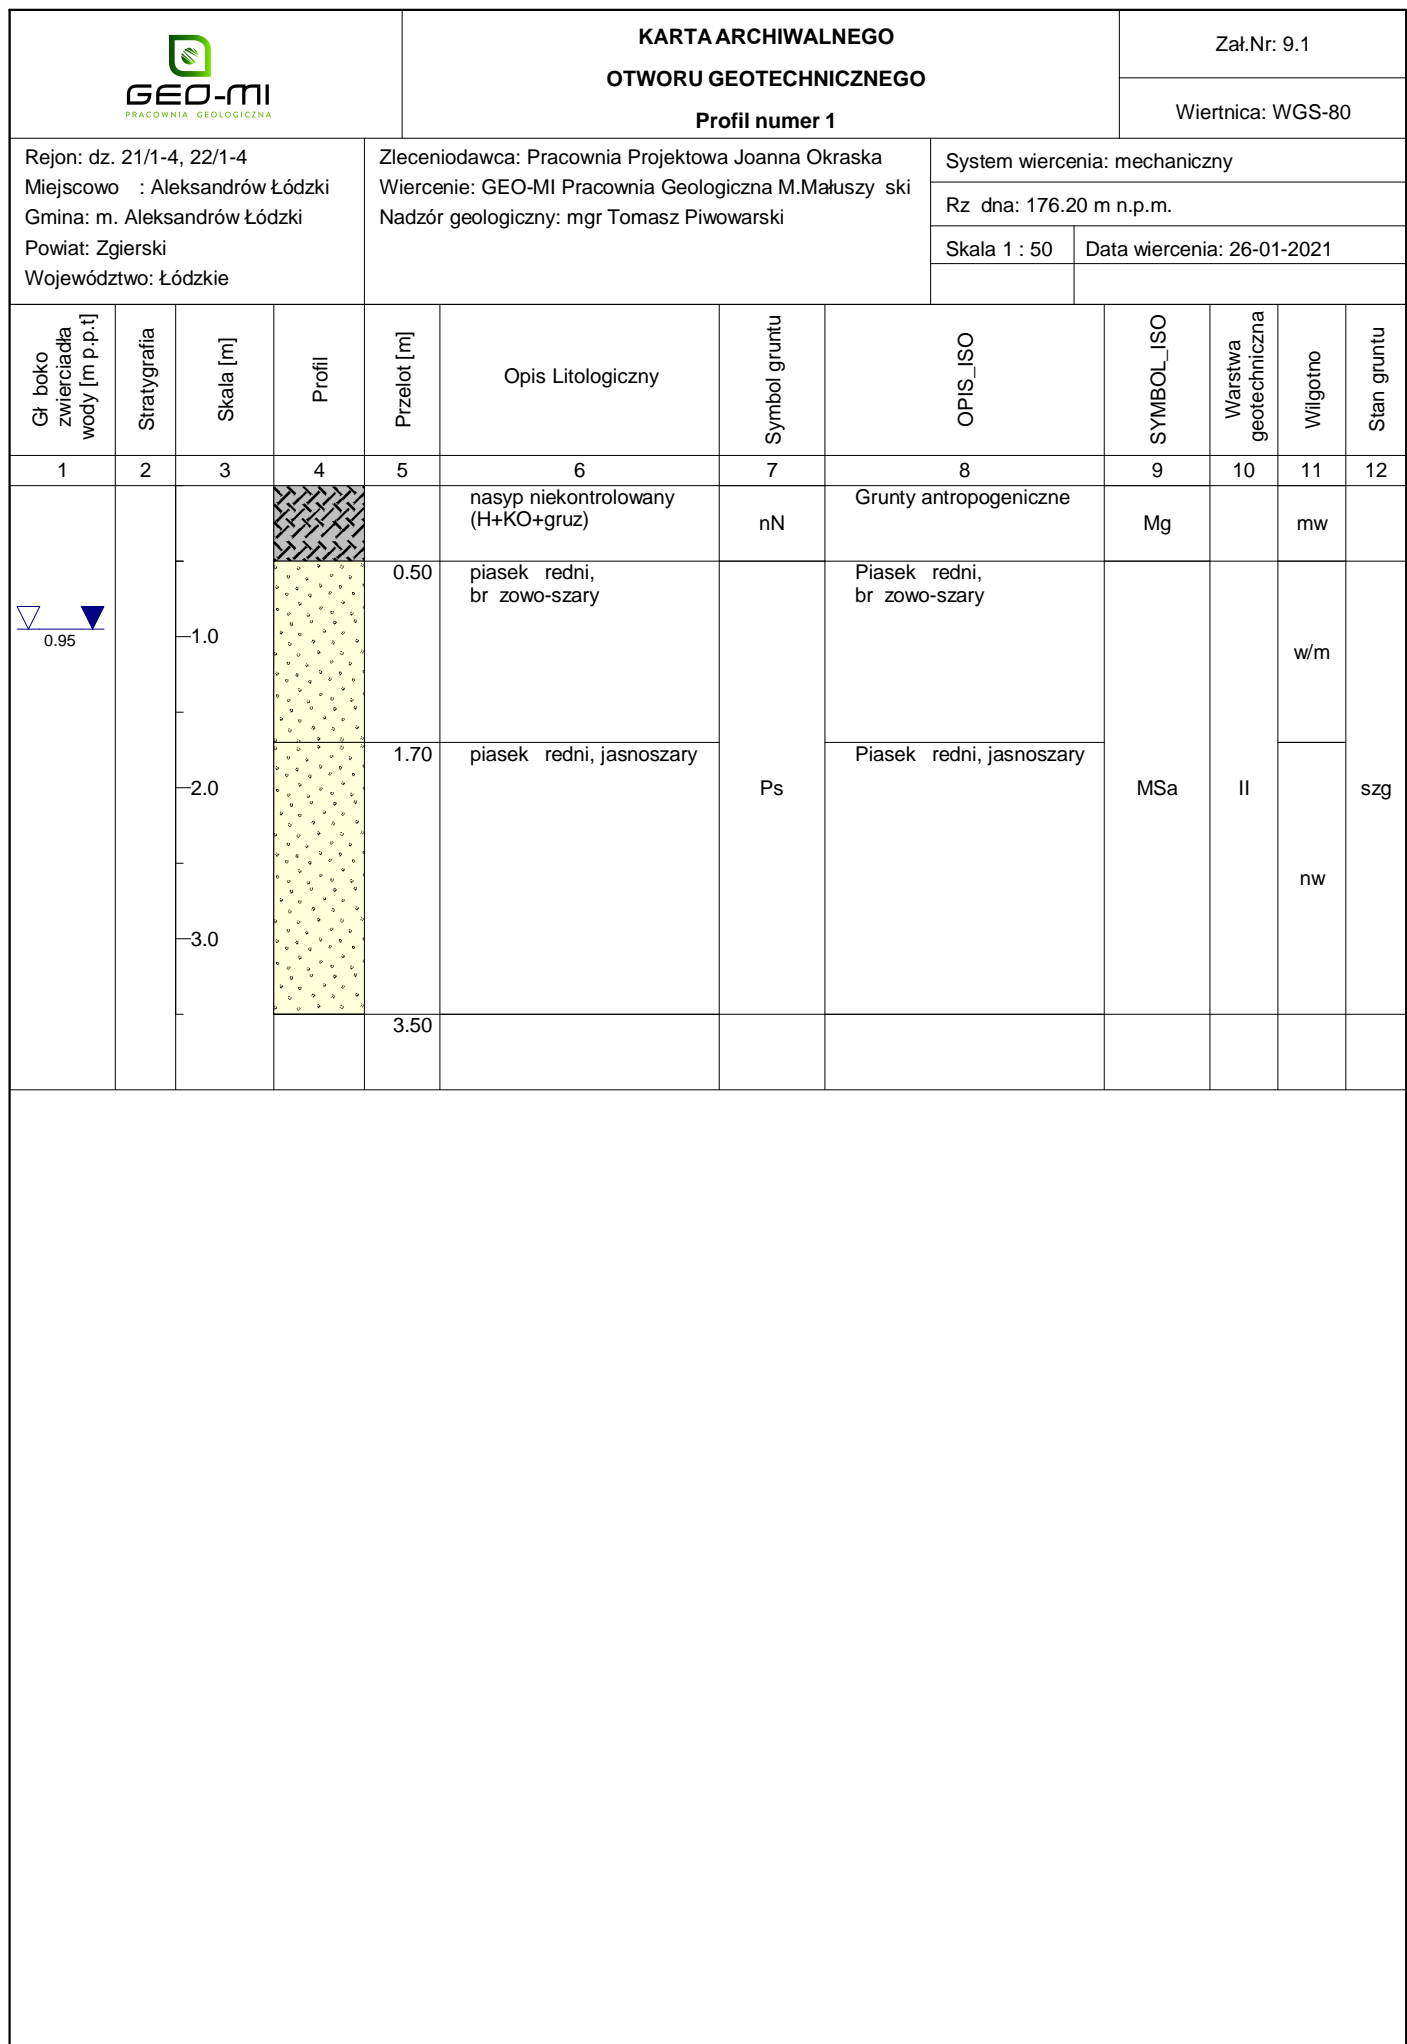 GEO-MI
PRACOWNIA GEOLOGICZNA
KARTA ARCHIWALNEGO
OTWORU GEOTECHNICZNEGO
Profil numer 1
Zał.Nr: 9.1
Wiertnica: WGS-80
Rejon: dz. 21/1-4, 22/1-4
Miejscowo : Aleksandrów Łódzki
Gmina: m. Aleksandrów Łódzki
Powiat: Zgierski
Województwo: Łódzkie
Zleceniodawca: Pracownia Projektowa Joanna Okraska
Wiercenie: GEO-MI Pracownia Geologiczna M.Małuszy ski
Nadzór geologiczny: mgr Tomasz Piwowarski
System wiercenia: mechaniczny
Rz dna: 176.20 m n.p.m.
Skala 1 : 50
Data wiercenia: 26-01-2021
Gł boko
zwierciadła
wody [m p.p.t]
Stratygrafia
Skala [m]
Profil
Przelot [m]
Opis Litologiczny
Symbol gruntu
OPIS_ISO
SYMBOL_ISO
Warstwa
geotechniczna
Wilgotno
Stan gruntu
1 2 3 4 5 6 7 8 9 10 11 12
nasyp niekontrolowany
(H+KO+gruz)
nN
Grunty antropogeniczne
Mg
mw
0.50
piasek redni,
br zowo-szary
Piasek redni,
br zowo-szary
0.95
1.0
w/m
1.70
piasek redni, jasnoszary
Piasek redni, jasnoszary
2.0
Ps
MSa
II
szg
nw
3.0
3.50